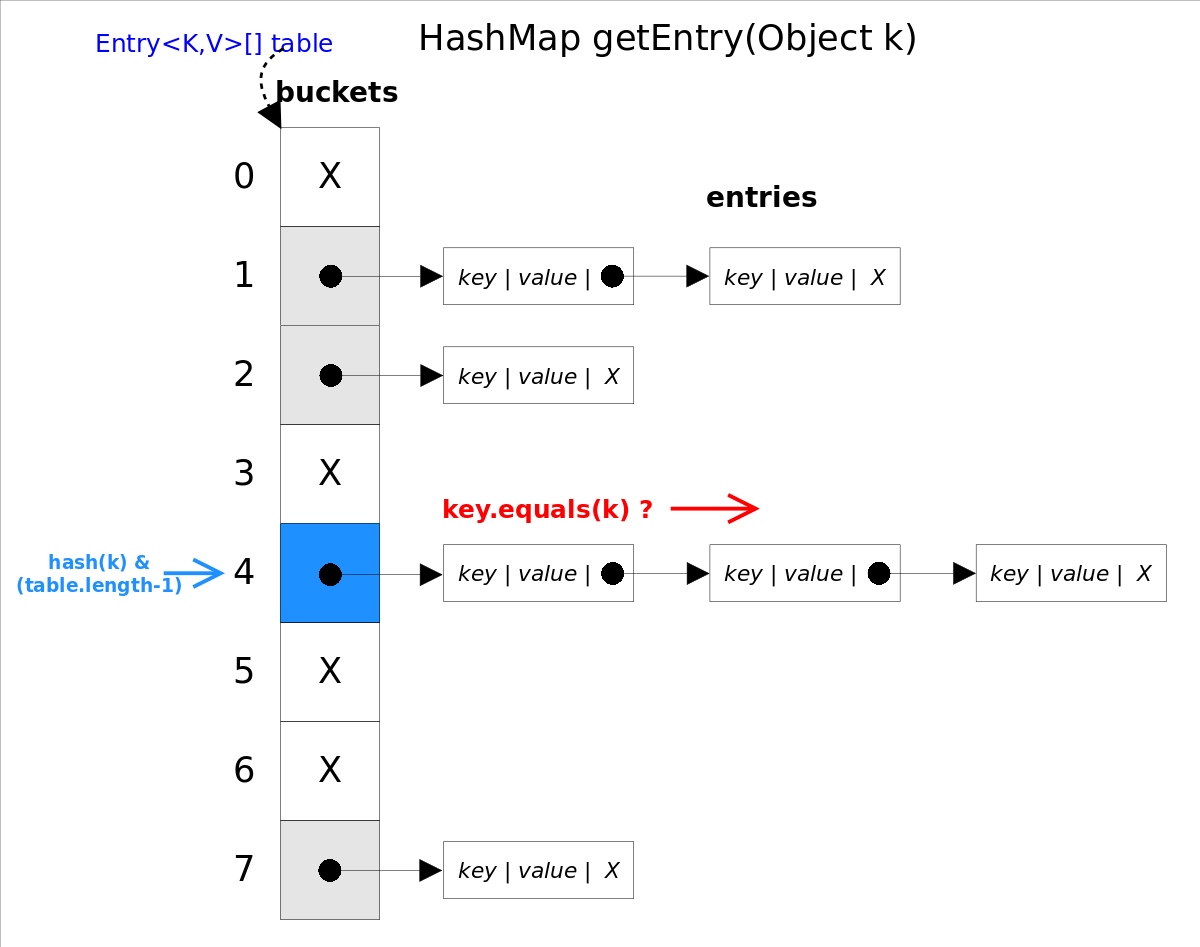 HashMap getEntry(Object k)
Entry<K,V>[] table
buckets
entries
0 X
1 key | value | key | value | X
2 key | value | X
3 X
key.equals(k) ?
hash(k) &
(table.length-1)
4 key | value | key | value | key | value | X
5 X
6 X
7 key | value | X